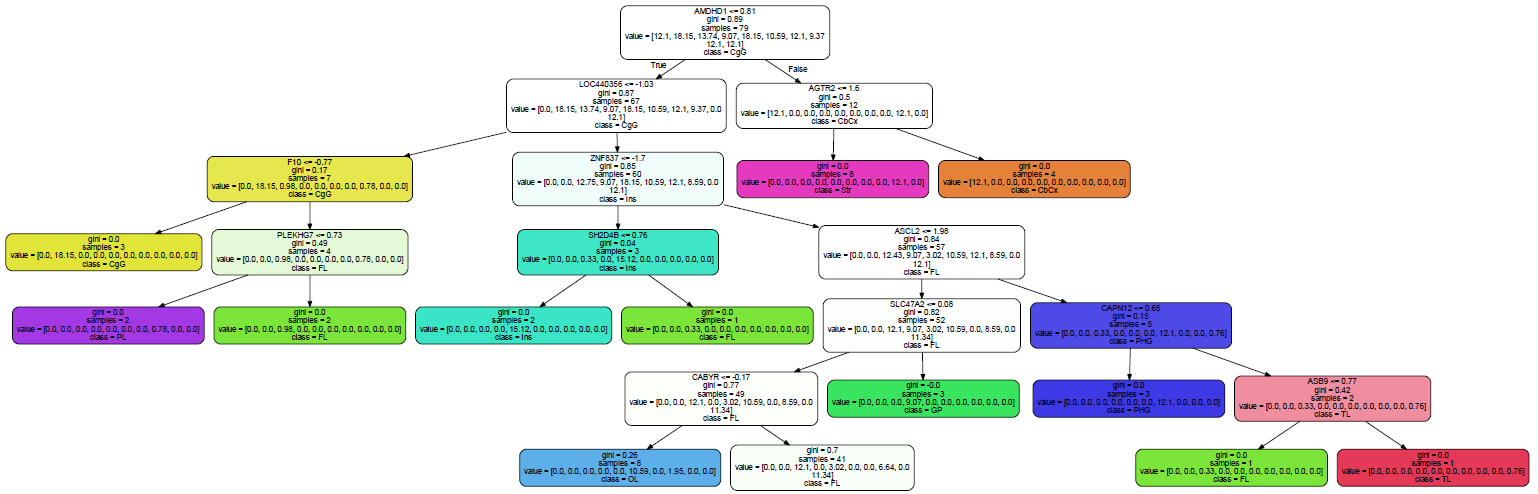 AMDHD1 <= 0.81
gini = 0.89
samples = 79
value = [12.1, 18.15, 13.74, 9.07, 18.15, 10.59, 12.1, 9.37
12.1, 12.1]
class = CgG
True
False
LOC440356 <= -1.03
gini = 0.87
samples = 67
value = [0.0, 18.15, 13.74, 9.07, 18.15, 10.59, 12.1, 9.37, 0.0
12.1]
class = CgG
AGTR2 <= 1.6
gini = 0.5
samples = 12
value = [12.1, 0.0, 0.0, 0.0, 0.0, 0.0, 0.0, 0.0, 12.1, 0.0]
class = CbCx
F10 <= -0.77
gini = 0.17
samples = 7
value = [0.0, 18.15, 0.98, 0.0, 0.0, 0.0, 0.0, 0.78, 0.0, 0.0]
class = CgG
ZNF837 <= -1.7
gini = 0.85
samples = 60
value = [0.0, 0.0, 12.75, 9.07, 18.15, 10.59, 12.1, 8.59, 0.0
12.1]
class = Ins
gini = 0.0
samples = 8
value = [0.0, 0.0, 0.0, 0.0, 0.0, 0.0, 0.0, 0.0, 12.1, 0.0]
class = Str
gini = 0.0
samples = 4
value = [12.1, 0.0, 0.0, 0.0, 0.0, 0.0, 0.0, 0.0, 0.0, 0.0]
class = CbCx
gini = 0.0
samples = 3
value = [0.0, 18.15, 0.0, 0.0, 0.0, 0.0, 0.0, 0.0, 0.0, 0.0]
class = CgG
PLEKHG7 <= 0.73
gini = 0.49
samples = 4
value = [0.0, 0.0, 0.98, 0.0, 0.0, 0.0, 0.0, 0.78, 0.0, 0.0]
class = FL
SH2D4B <= 0.76
gini = 0.04
samples = 3
value = [0.0, 0.0, 0.33, 0.0, 15.12, 0.0, 0.0, 0.0, 0.0, 0.0]
class = Ins
ASCL2 <= 1.98
gini = 0.84
samples = 57
value = [0.0, 0.0, 12.43, 9.07, 3.02, 10.59, 12.1, 8.59, 0.0
12.1]
class = FL
gini = 0.0
samples = 2
value = [0.0, 0.0, 0.0, 0.0, 0.0, 0.0, 0.0, 0.78, 0.0, 0.0]
class = PL
gini = 0.0
samples = 2
value = [0.0, 0.0, 0.98, 0.0, 0.0, 0.0, 0.0, 0.0, 0.0, 0.0]
class = FL
gini = 0.0
samples = 2
value = [0.0, 0.0, 0.0, 0.0, 15.12, 0.0, 0.0, 0.0, 0.0, 0.0]
class = Ins
gini = 0.0
samples = 1
value = [0.0, 0.0, 0.33, 0.0, 0.0, 0.0, 0.0, 0.0, 0.0, 0.0]
class = FL
SLC47A2 <= 0.08
gini = 0.82
samples = 52
value = [0.0, 0.0, 12.1, 9.07, 3.02, 10.59, 0.0, 8.59, 0.0
11.34]
class = FL
CAPN12 <= 0.65
gini = 0.15
samples = 5
value = [0.0, 0.0, 0.33, 0.0, 0.0, 0.0, 12.1, 0.0, 0.0, 0.76]
class = PHG
CABYR <= -0.17
gini = 0.77
samples = 49
value = [0.0, 0.0, 12.1, 0.0, 3.02, 10.59, 0.0, 8.59, 0.0
11.34]
class = FL
gini = -0.0
samples = 3
value = [0.0, 0.0, 0.0, 9.07, 0.0, 0.0, 0.0, 0.0, 0.0, 0.0]
class = GP
gini = 0.0
samples = 3
value = [0.0, 0.0, 0.0, 0.0, 0.0, 0.0, 12.1, 0.0, 0.0, 0.0]
class = PHG
ASB9 <= 0.77
gini = 0.42
samples = 2
value = [0.0, 0.0, 0.33, 0.0, 0.0, 0.0, 0.0, 0.0, 0.0, 0.76]
class = TL
gini = 0.26
samples = 8
value = [0.0, 0.0, 0.0, 0.0, 0.0, 10.59, 0.0, 1.95, 0.0, 0.0]
class = OL
gini = 0.7
samples = 41
value = [0.0, 0.0, 12.1, 0.0, 3.02, 0.0, 0.0, 6.64, 0.0
11.34]
class = FL
gini = 0.0
samples = 1
value = [0.0, 0.0, 0.33, 0.0, 0.0, 0.0, 0.0, 0.0, 0.0, 0.0]
class = FL
gini = 0.0
samples = 1
value = [0.0, 0.0, 0.0, 0.0, 0.0, 0.0, 0.0, 0.0, 0.0, 0.76]
class = TL